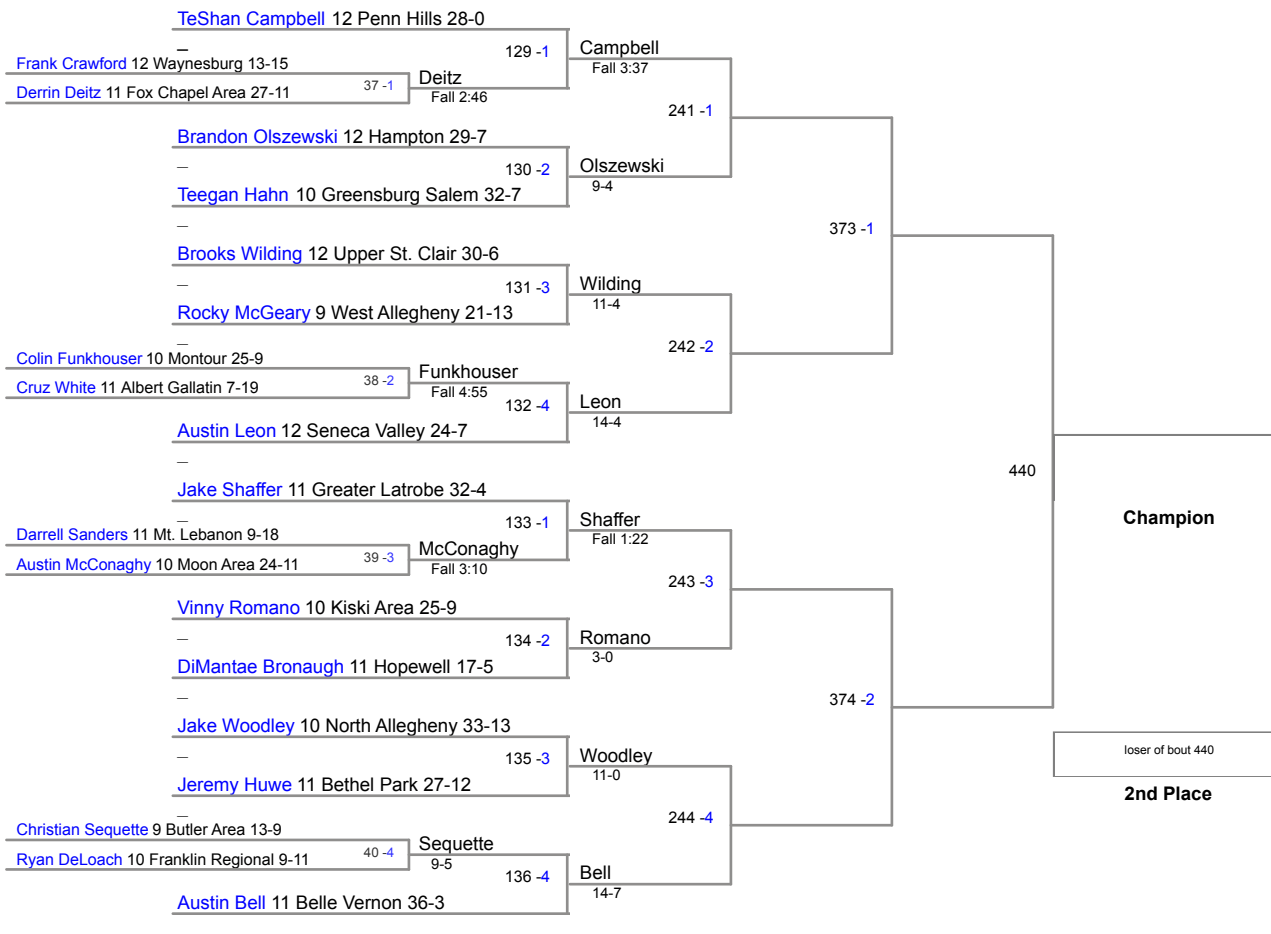 TeShan Campbell 12 Penn Hills 28-0
129 -1
Campbell
Fall 3:37
Frank Crawford 12 Waynesburg 13-15
37 -1
Deitz
Fall 2:46
Derrin Deitz 11 Fox Chapel Area 27-11
241 -1
Brandon Olszewski 12 Hampton 29-7
130 -2
Olszewski
9-4
Teegan Hahn 10 Greensburg Salem 32-7
373 -1
Brooks Wilding 12 Upper St. Clair 30-6
131 -3
Wilding
11-4
Rocky McGeary 9 West Allegheny 21-13
242 -2
Colin Funkhouser 10 Montour 25-9
38 -2
Funkhouser
Fall 4:55
Cruz White 11 Albert Gallatin 7-19
132 -4
Leon
14-4
Austin Leon 12 Seneca Valley 24-7
440
Champion
Jake Shaffer 11 Greater Latrobe 32-4
133 -1
Shaffer
Fall 1:22
Darrell Sanders 11 Mt. Lebanon 9-18
39 -3
McConaghy
Fall 3:10
Austin McConaghy 10 Moon Area 24-11
243 -3
Vinny Romano 10 Kiski Area 25-9
134 -2
Romano
3-0
DiMantae Bronaugh 11 Hopewell 17-5
374 -2
Jake Woodley 10 North Allegheny 33-13
135 -3
Woodley
11-0
Jeremy Huwe 11 Bethel Park 27-12
loser of bout 440
2nd Place
244 -4
Christian Sequette 9 Butler Area 13-9
40 -4
Sequette
9-5
Ryan DeLoach 10 Franklin Regional 9-11
136 -4
Bell
14-7
Austin Bell 11 Belle Vernon 36-3